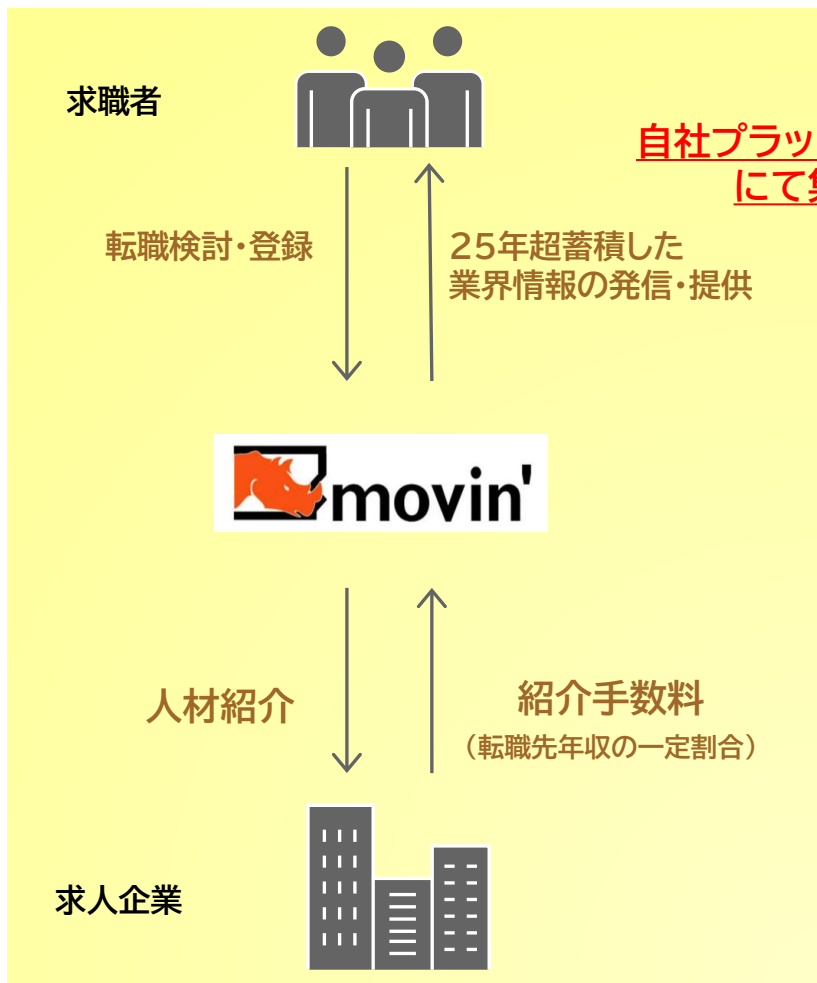 求職者
自社プラッ
にて
転職検討・登録
25年超蓄積した
業界情報の発信・提供
movin'
人材紹介
紹介手数料
（転職先年収の一定割合）
求人企業